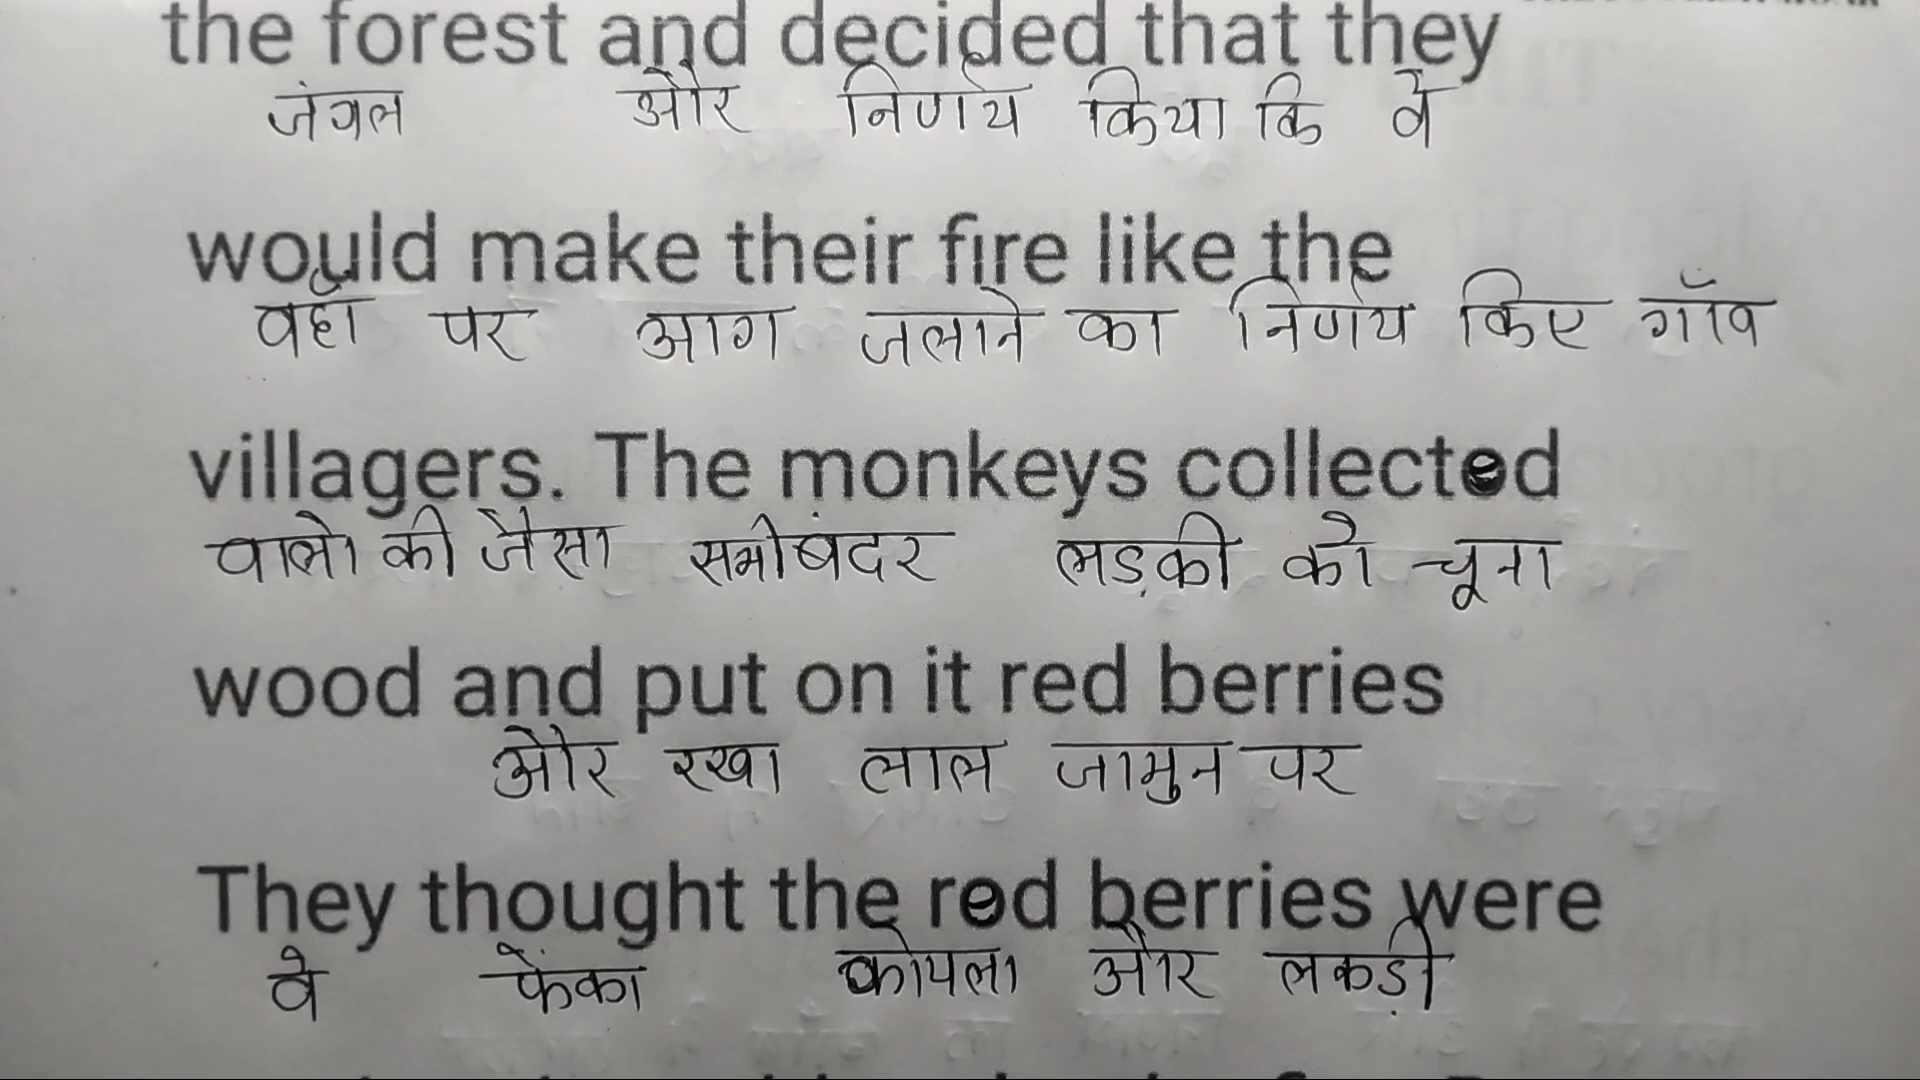 the forest and decided that they
जंगल और निर्णय किया कि वे
would make their fire like the
वहाँ पर आग जलाने का निर्णय किए गाँव
villagers. The monkeys collected
वालो की जैसा सभी बंदर लड़की को चूना
wood and put on it red berries
और रखा लाल जामुन पर
They thought the red berries were
वे फेंका कोयला और लकड़ी